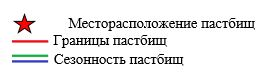 Месторасположение пастбищ
Границы пастбищ
Сезонность пастбищ